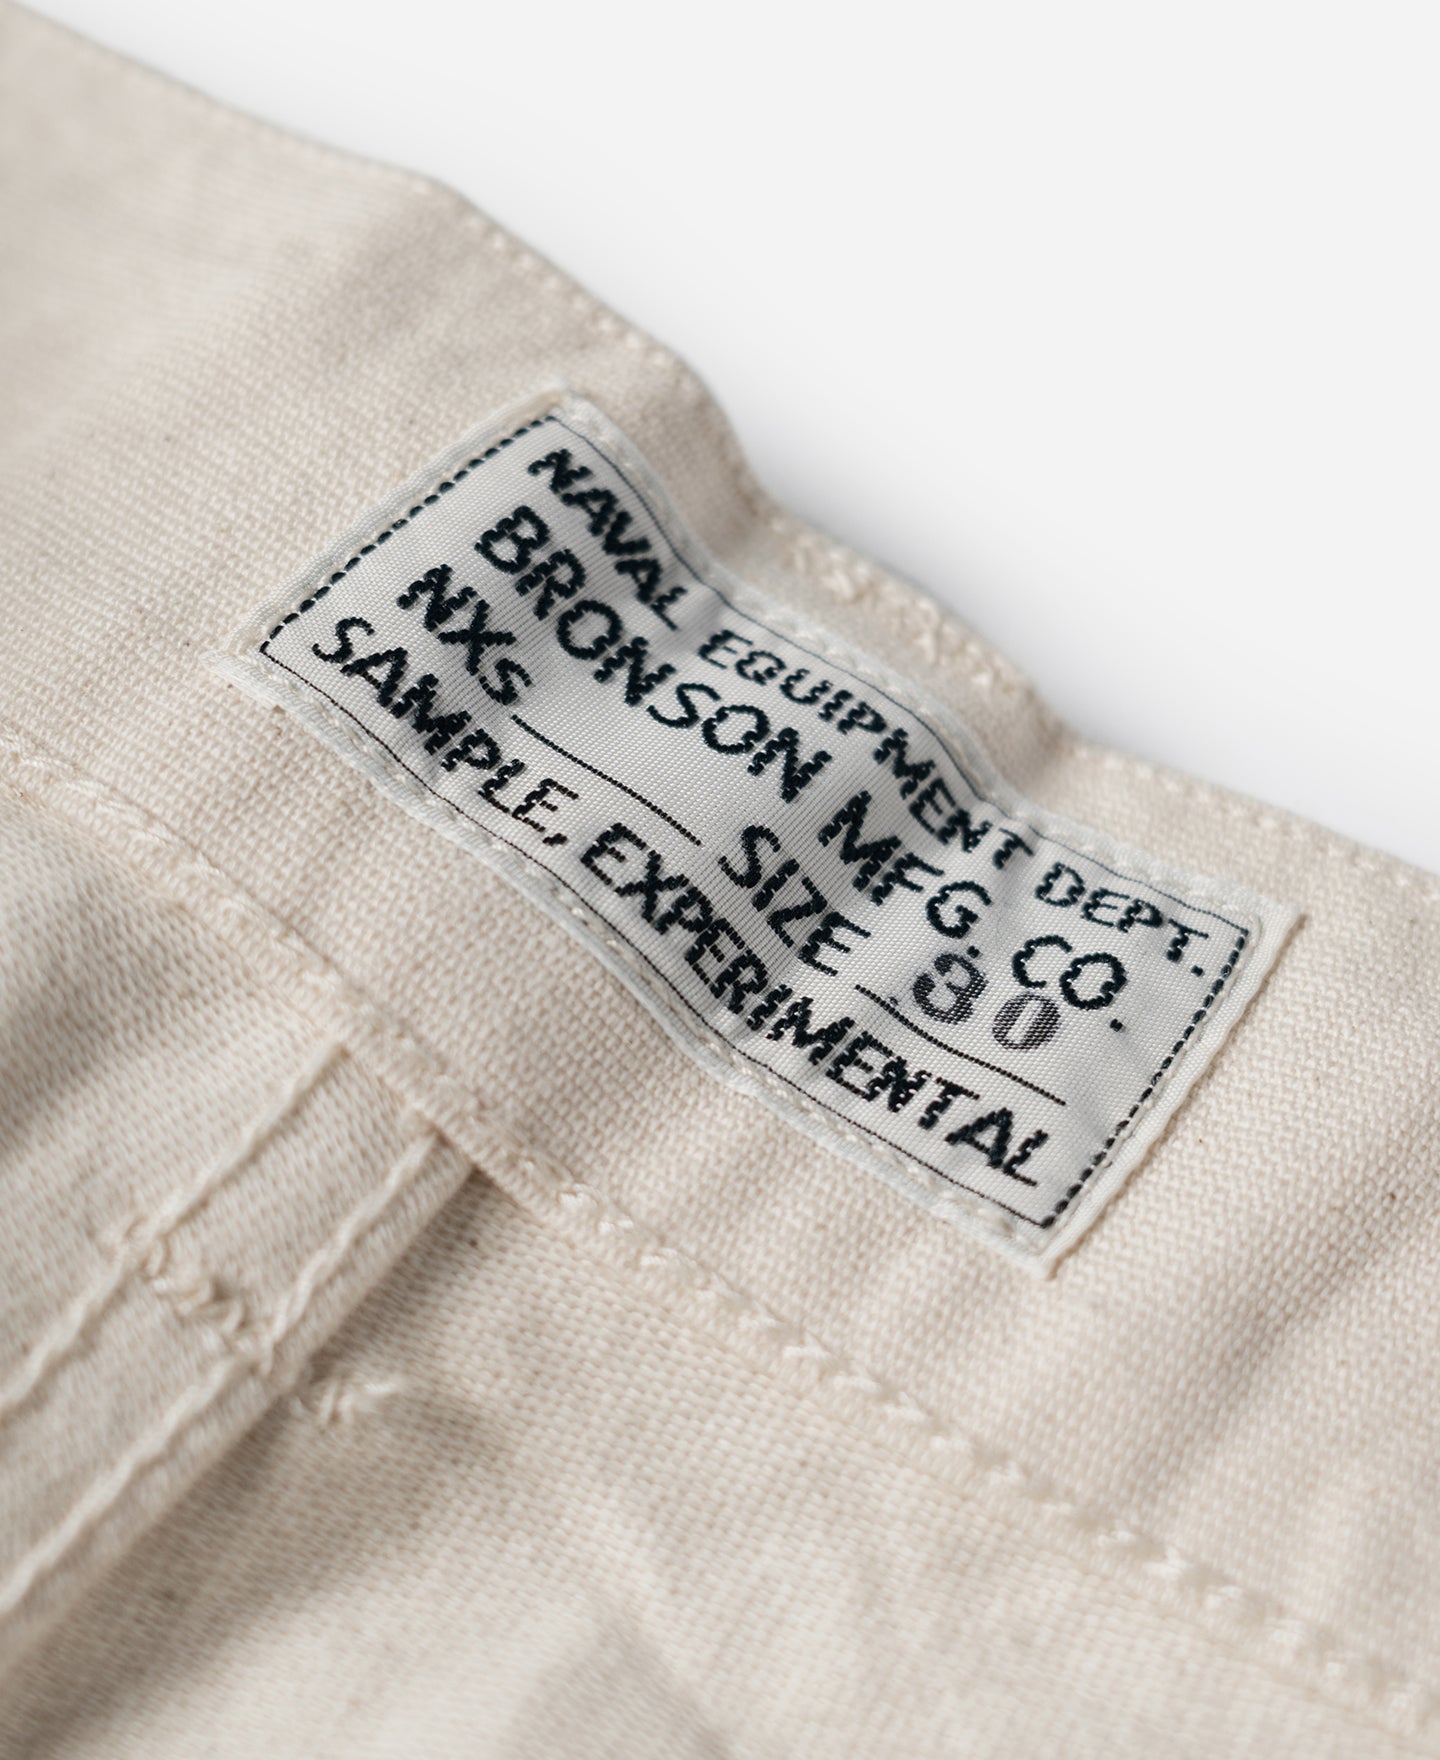 NAVAL EQUIPMENT DEPT.
BRONSON MFG. CO.
NXS SIZE 30
SAMPLE, EXPERIMENTAL